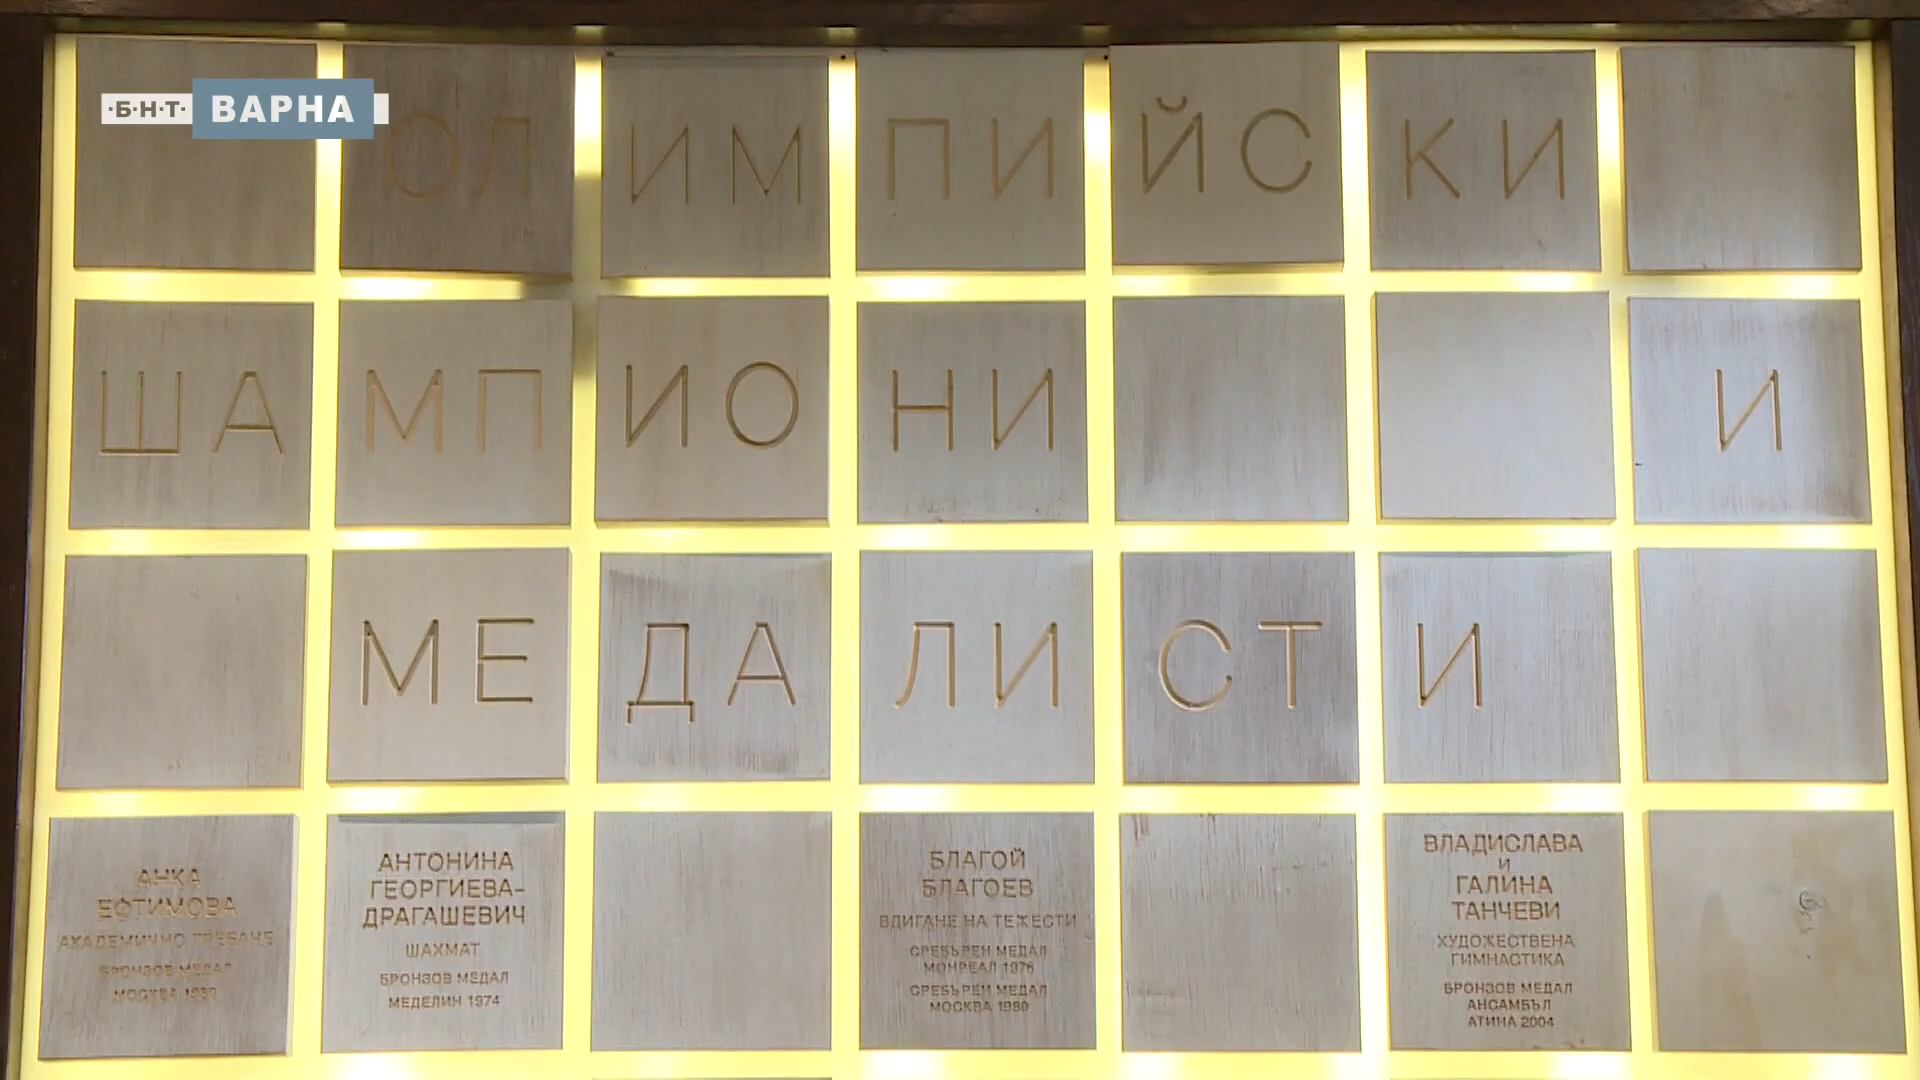 ·Б·Н·Т· ВАРНА
ОЛИМПИЙСКИ
ШАМПИОНИ И
МЕДАЛИСТИ
АНКА
ЕФТИМОВА
АКАДЕМИЧНО ГРЕБАНЕ
БРОНЗОВ МЕДАЛ
МОСКВА 1980
АНТОНИНА
ГЕОРГИЕВА-
ДРАГАШЕВИЧ
ШАХМАТ
БРОНЗОВ МЕДАЛ
МЕДЕЛИН 1974
БЛАГОЙ
БЛАГОЕВ
ВДИГАНЕ НА ТЕЖЕСТИ
СРЕБЪРЕН МЕДАЛ
МОНРЕАЛ 1976
СРЕБЪРЕН МЕДАЛ
МОСКВА 1980
ВЛАДИСЛАВА
И
ГАЛИНА
ТАНЧЕВИ
ХУДОЖЕСТВЕНА
ГИМНАСТИКА
БРОНЗОВ МЕДАЛ
АНСАМБЪЛ
АТИНА 2004